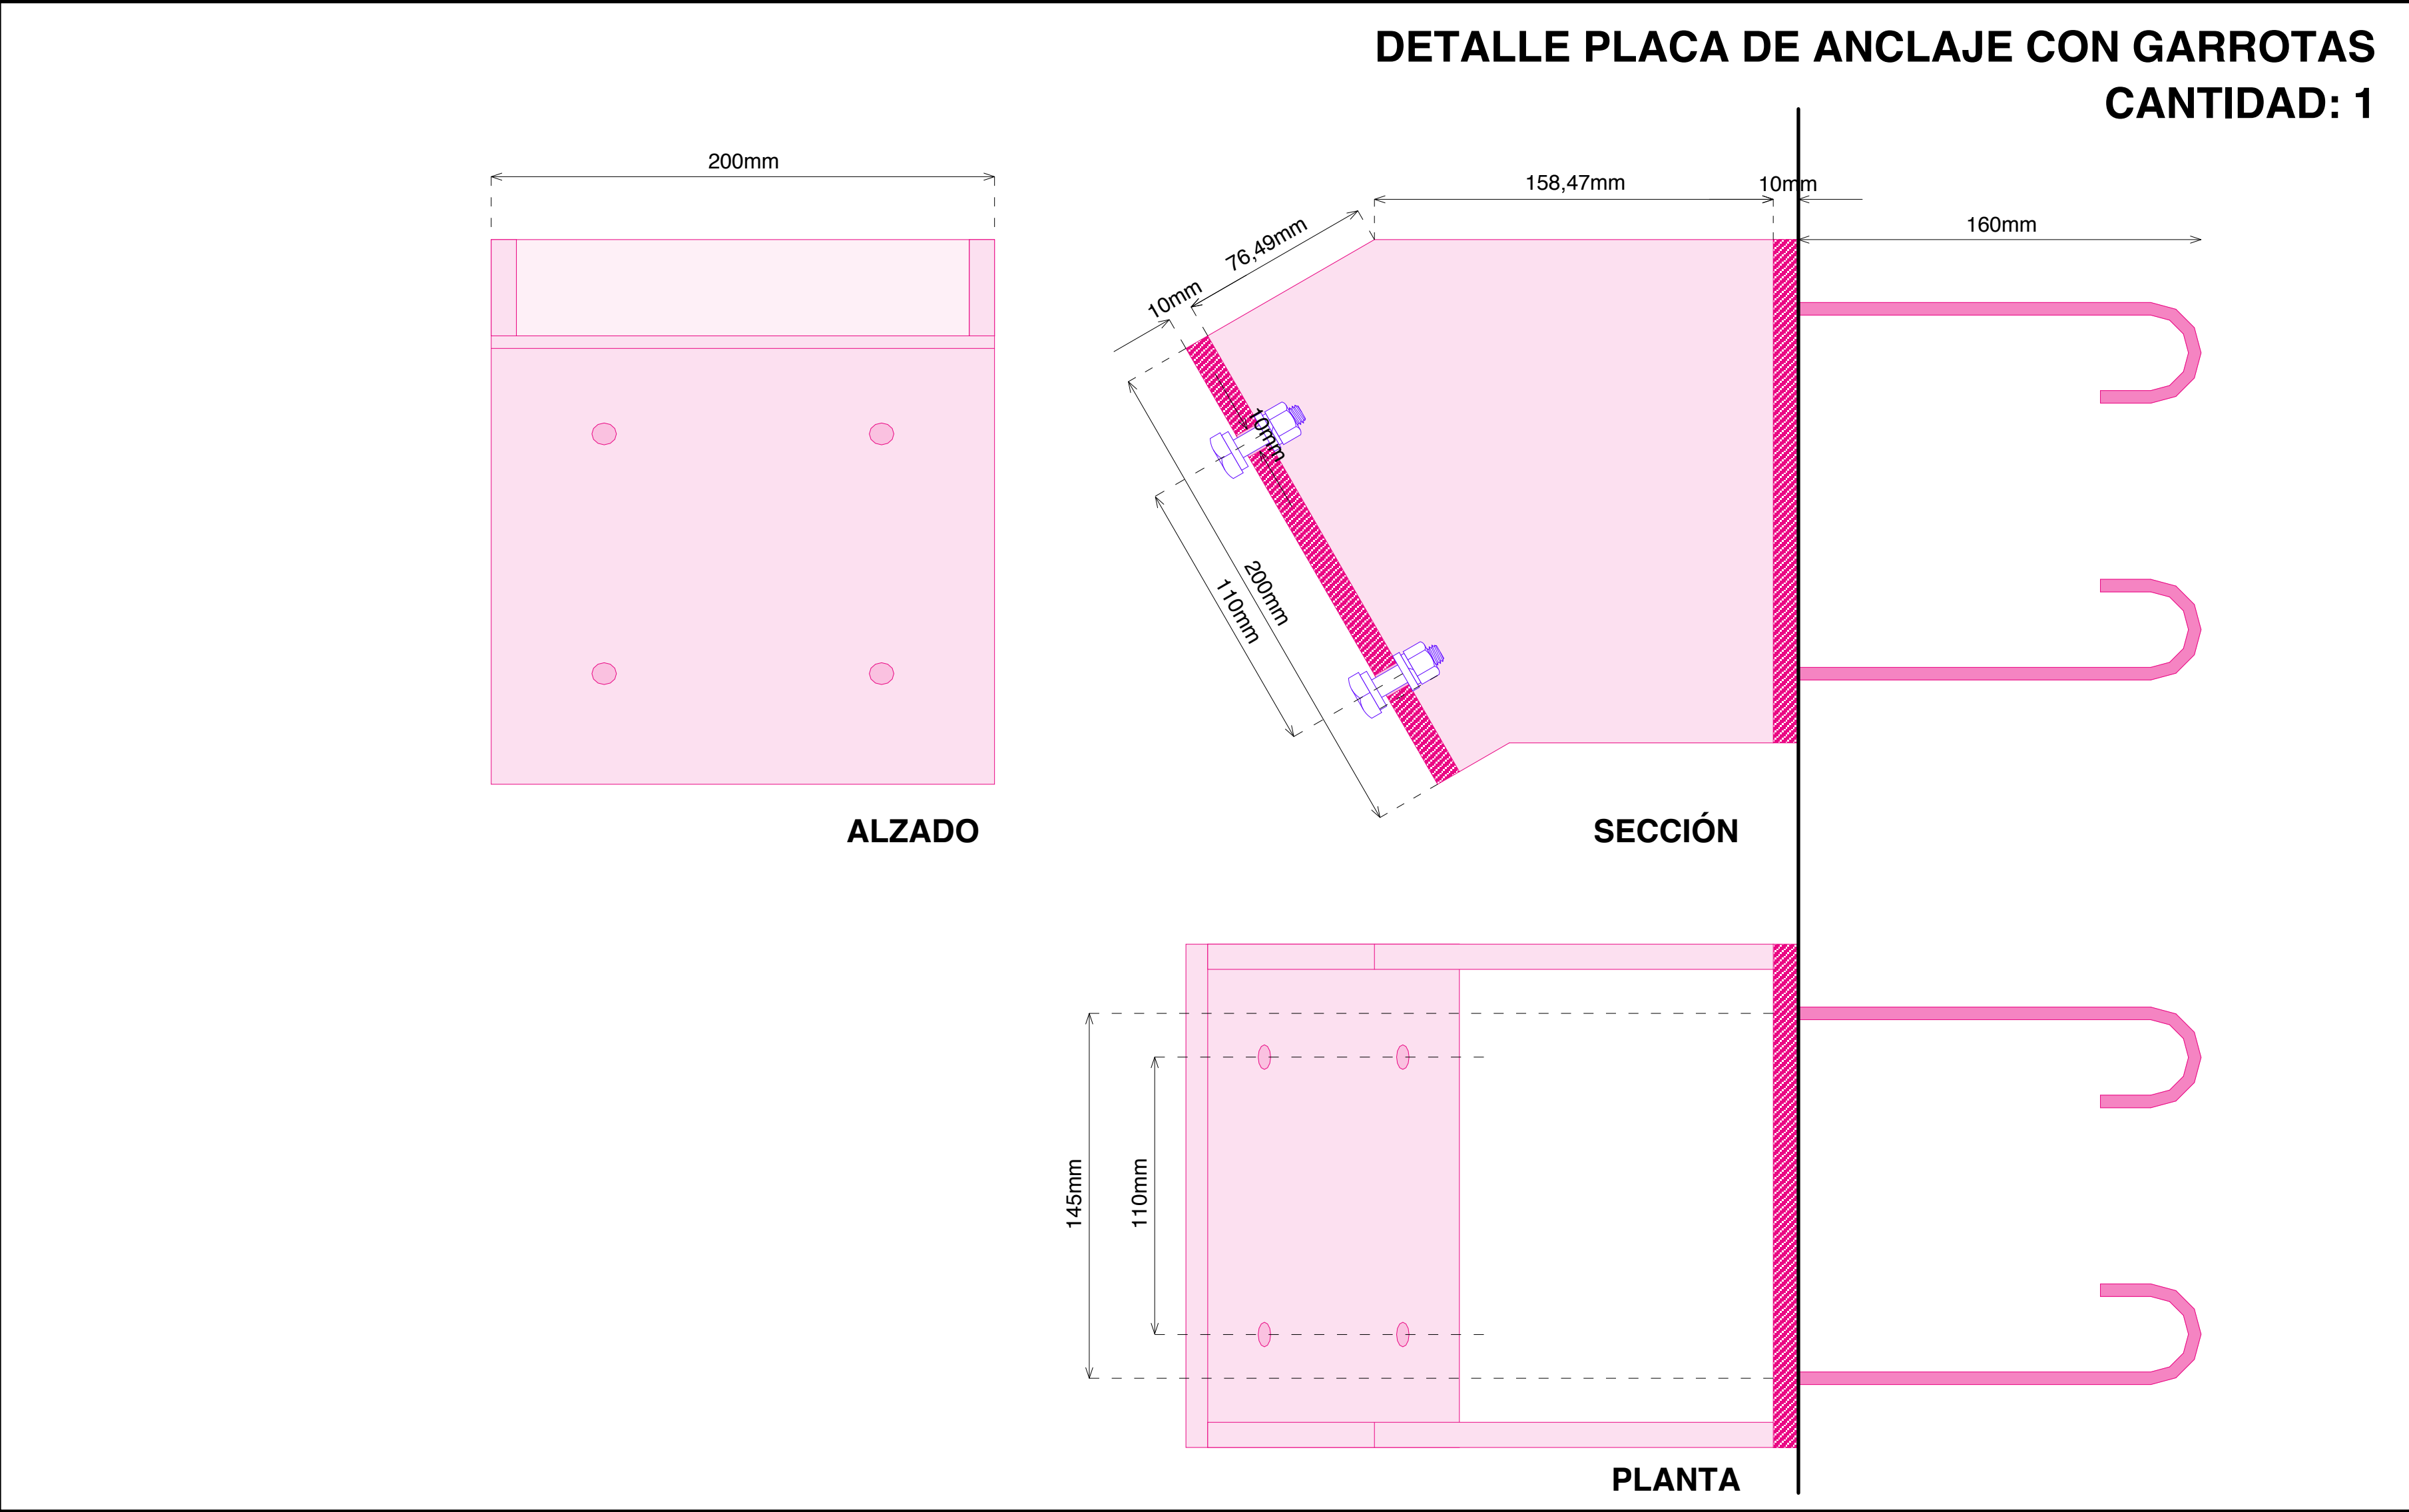 DETALLE PLACA DE ANCLAJE CON GARROTAS
CANTIDAD: 1
200mm
158,47mm
10mm
160mm
76,49mm
10mm
10mm
200mm
110mm
ALZADO
SECCIÓN
145mm
110mm
PLANTA